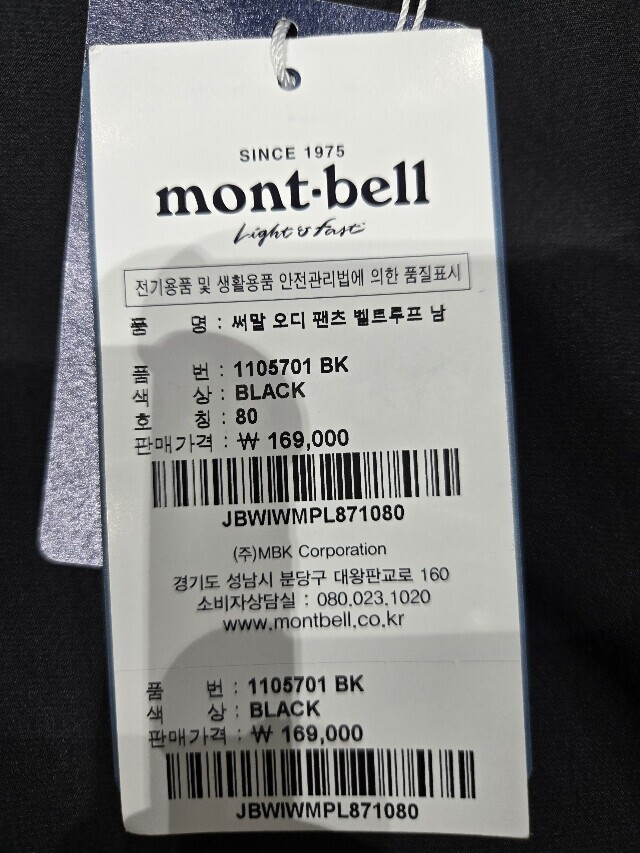 SINCE 1975
mont-bell
Light & Fast
전기용품 및 생활용품 안전관리법에 의한 품질표시
품 명 : 써말 오디 팬츠 벨트루프 남
품 번 : 1105701 BK
색 상 : BLACK
호 칭 : 80
판매가격 : ₩ 169,000
JBWIWMPL871080
(주)MBK Corporation
경기도 성남시 분당구 대왕판교로 160
소비자상담실 : 080.023.1020
www.montbell.co.kr
품 번 : 1105701 BK
색 상 : BLACK
판매가격 : ₩ 169,000
JBWIWMPL871080